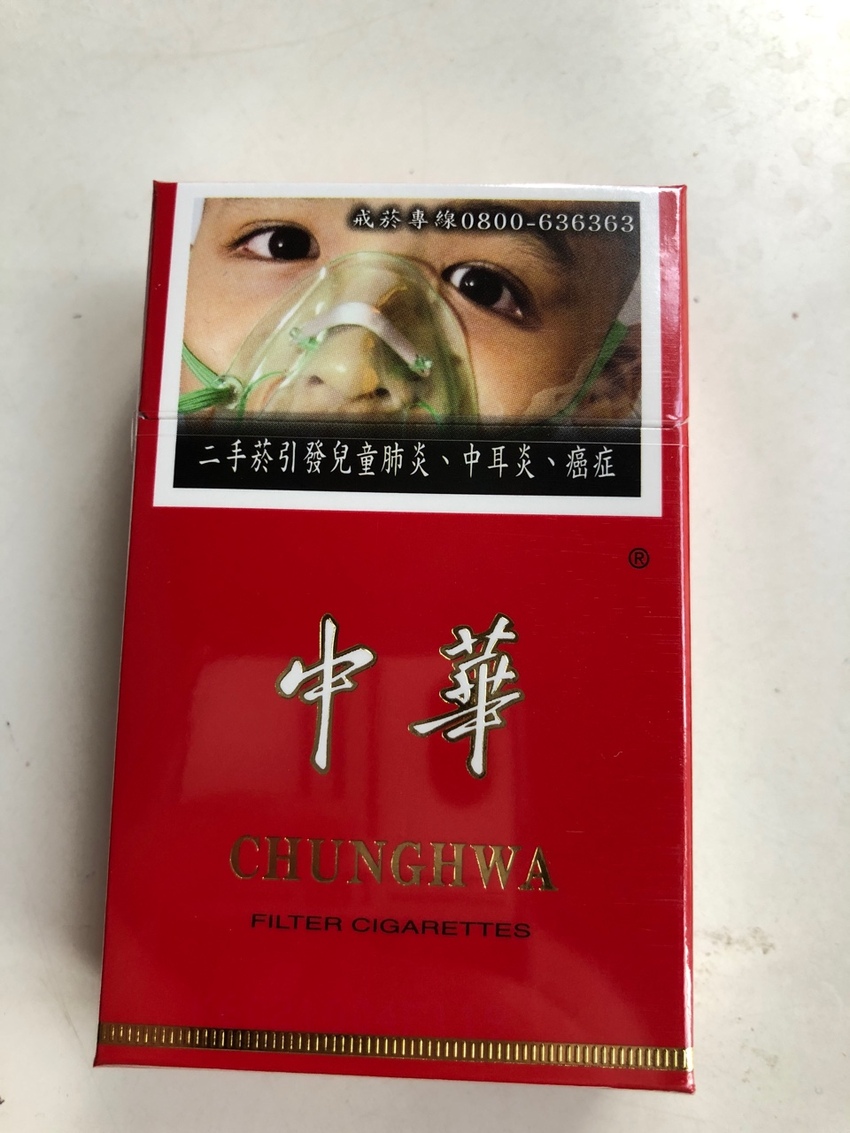 戒菸專線0800-636363
二手菸引發兒童肺炎、中耳炎、癌症
®
中華
CHUNGHWA
FILTER CIGARETTES